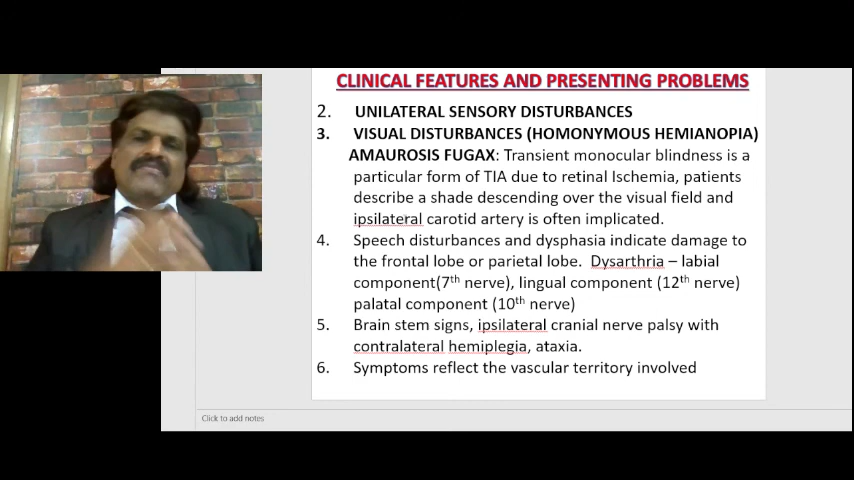 CLINICAL FEATURES AND PRESENTING PROBLEMS
2. UNILATERAL SENSORY DISTURBANCES
3. VISUAL DISTURBANCES (HOMONYMOUS HEMIANOPIA)
AMAUROSIS FUGAX: Transient monocular blindness is a
particular form of TIA due to retinal Ischemia, patients
describe a shade descending over the visual field and
ipsilateral carotid artery is often implicated.
4. Speech disturbances and dysphasia indicate damage to
the frontal lobe or parietal lobe. Dysarthria – labial
component(7th nerve), lingual component (12th nerve)
palatal component (10th nerve)
5. Brain stem signs, ipsilateral cranial nerve palsy with
contralateral hemiplegia, ataxia.
6. Symptoms reflect the vascular territory involved
Click to add notes